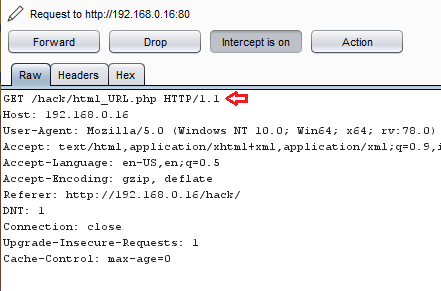 Request to http://192.168.0.16:80
Forward Drop Intercept is on Action
Raw Headers Hex
GET /hack/html_URL.php HTTP/1.1
Host: 192.168.0.16
User-Agent: Mozilla/5.0 (Windows NT 10.0; Win64; x64; rv:78.0)
Accept: text/html,application/xhtml+xml,application/xml;q=0.9,i
Accept-Language: en-US,en;q=0.5
Accept-Encoding: gzip, deflate
Referer: http://192.168.0.16/hack/
DNT: 1
Connection: close
Upgrade-Insecure-Requests: 1
Cache-Control: max-age=0